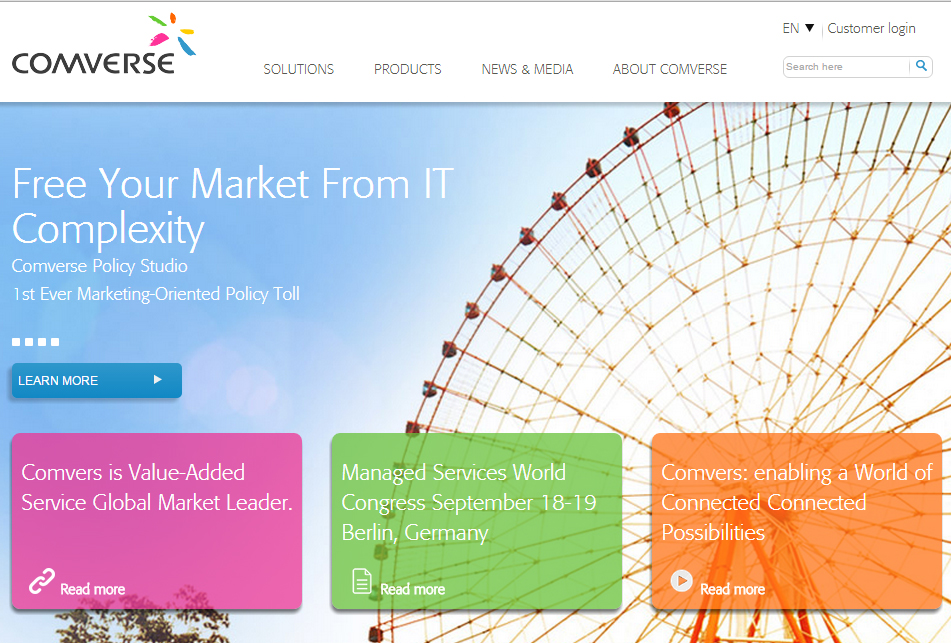 EN
Customer login
COMVERSE
SOLUTIONS
PRODUCTS
NEWS & MEDIA
ABOUT COMVERSE
Search here
Free Your Market From IT
Complexity
Comverse Policy Studio
1st Ever Marketing-Oriented Policy Toll
LEARN MORE
Comvers is Value-Added
Service Global Market Leader.
Read more
Managed Services World
Congress September 18-19
Berlin, Germany
Read more
Comvers: enabling a World of
Connected Connected
Possibilities
Read more